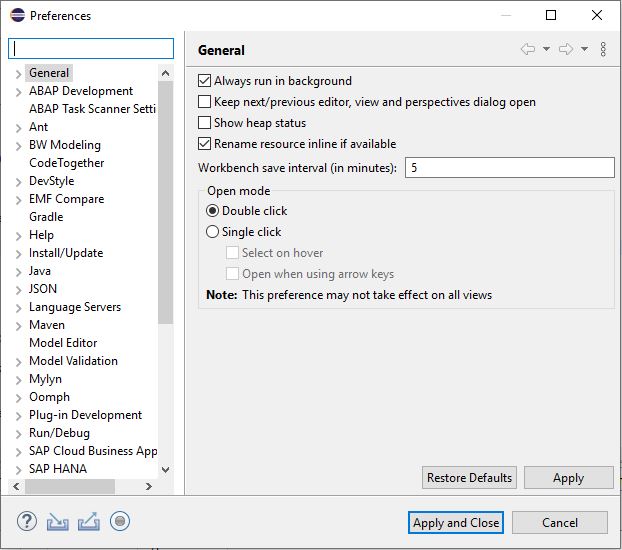 Preferences
General
ABAP Development
ABAP Task Scanner Setti
Ant
BW Modeling
CodeTogether
DevStyle
EMF Compare
Gradle
Help
Install/Update
Java
JSON
Language Servers
Maven
Model Editor
Model Validation
Mylyn
Oomph
Plug-in Development
Run/Debug
SAP Cloud Business App
SAP HANA
General
Always run in background
Keep next/previous editor, view and perspectives dialog open
Show heap status
Rename resource inline if available
Workbench save interval (in minutes): 5
Open mode
Double click
Single click
Select on hover
Open when using arrow keys
Note: This preference may not take effect on all views
Restore Defaults Apply
? Apply and Close Cancel